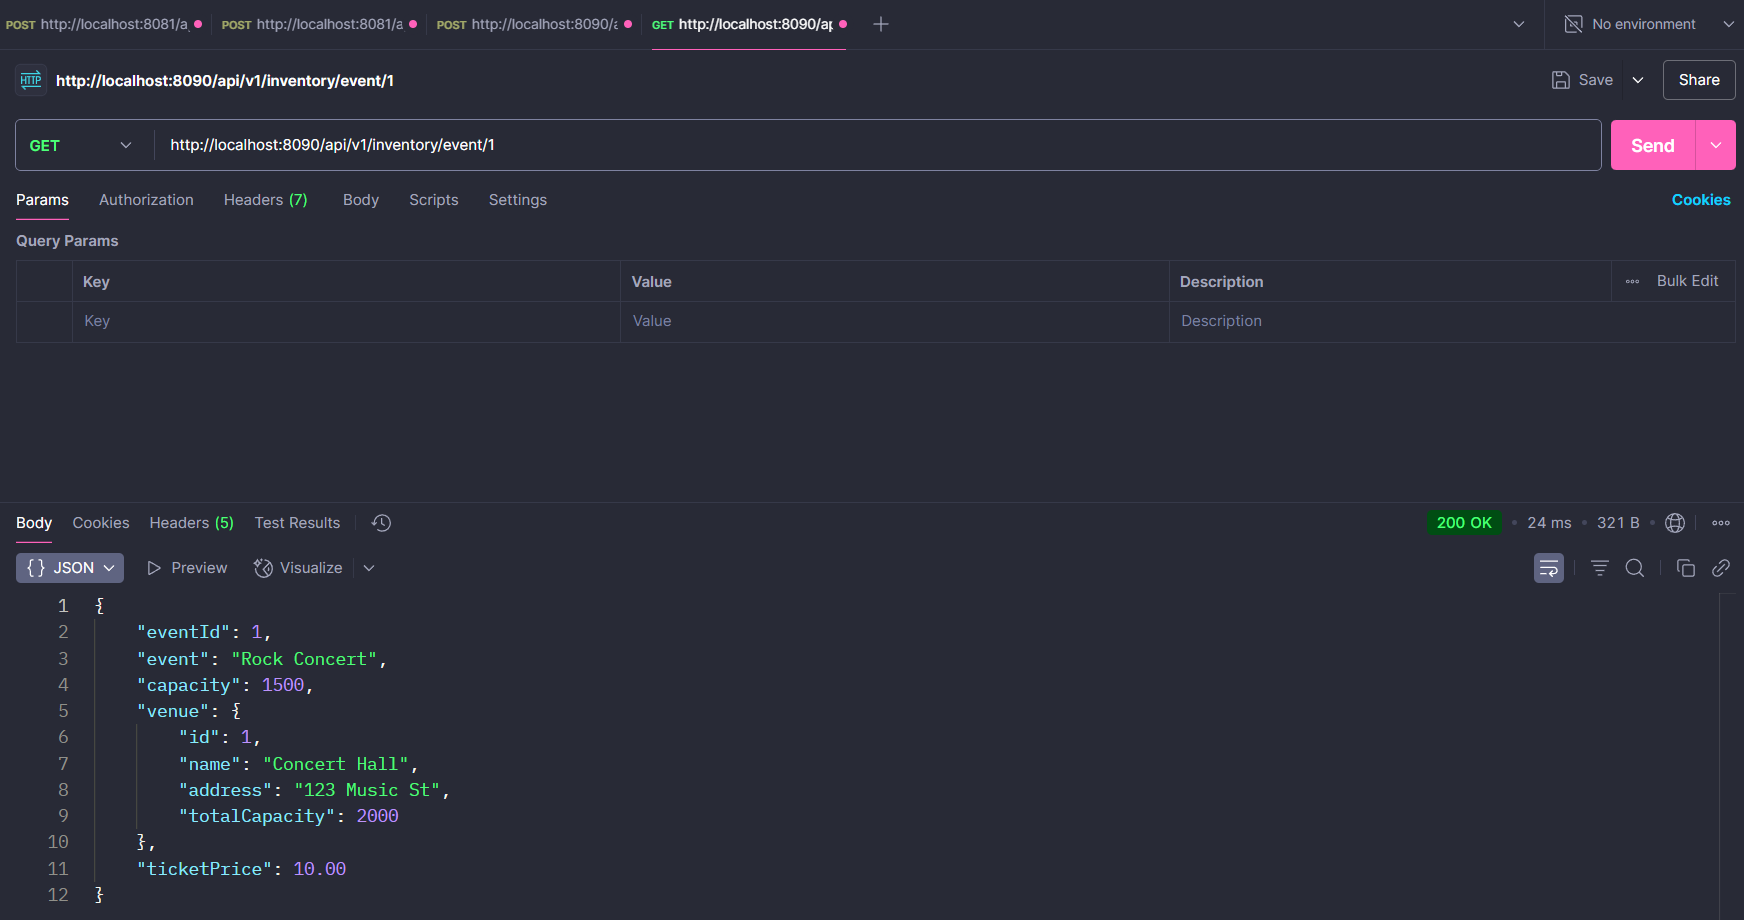 POST http://localhost:8081/a POST http://localhost:8081/a POST http://localhost:8090/a GET http://localhost:8090/ap No environment
HTTP http://localhost:8090/api/v1/inventory/event/1 Save Share
GET http://localhost:8090/api/v1/inventory/event/1 Send
Params Authorization Headers (7) Body Scripts Settings Cookies
Query Params
Key Value Description Bulk Edit
Key Value Description
Body Cookies Headers (5) Test Results 200 OK 24 ms 321 B
{} JSON Preview Visualize
1 {
2 "eventId": 1,
3 "event": "Rock Concert",
4 "capacity": 1500,
5 "venue": {
6 "id": 1,
7 "name": "Concert Hall",
8 "address": "123 Music St",
9 "totalCapacity": 2000
10 },
11 "ticketPrice": 10.00
12 }